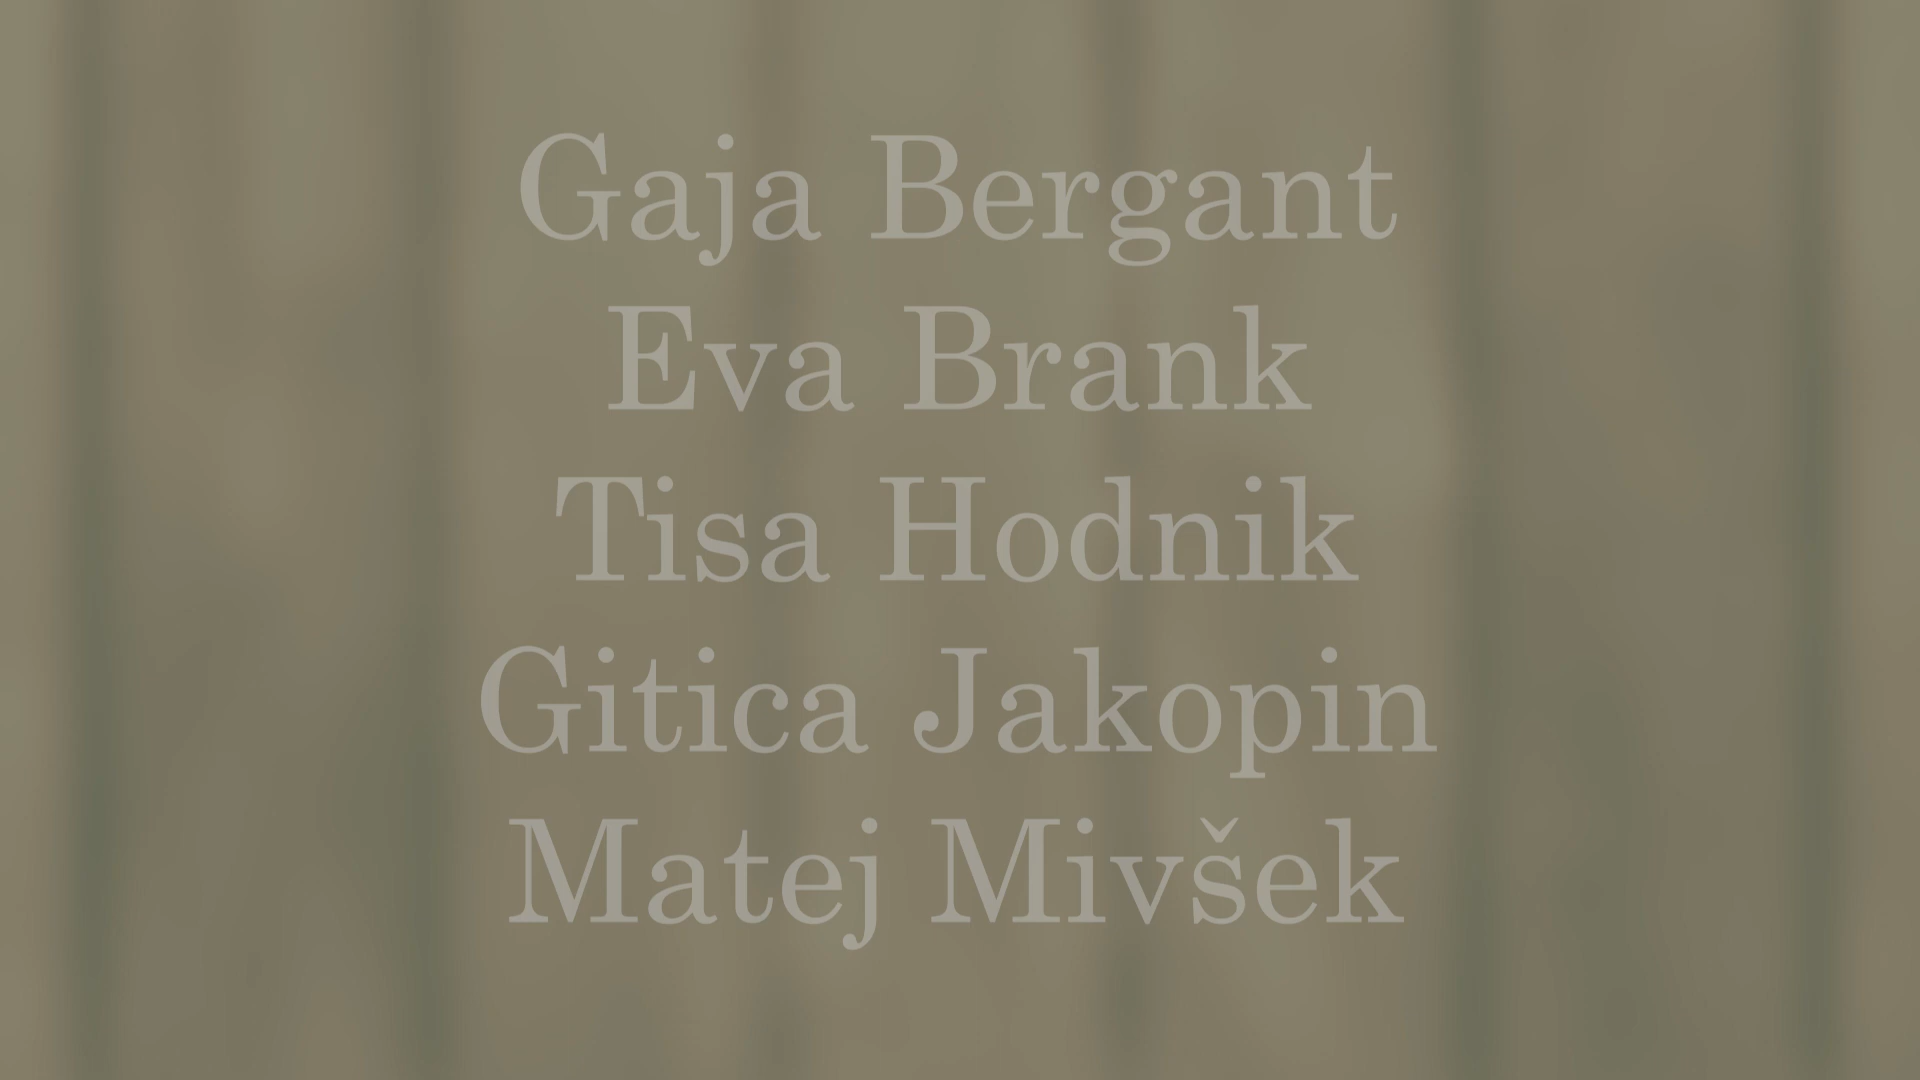 Gaja Bergant
Eva Brank
Tisa Hodnik
Gitica Jakopin
Matej Mivšek